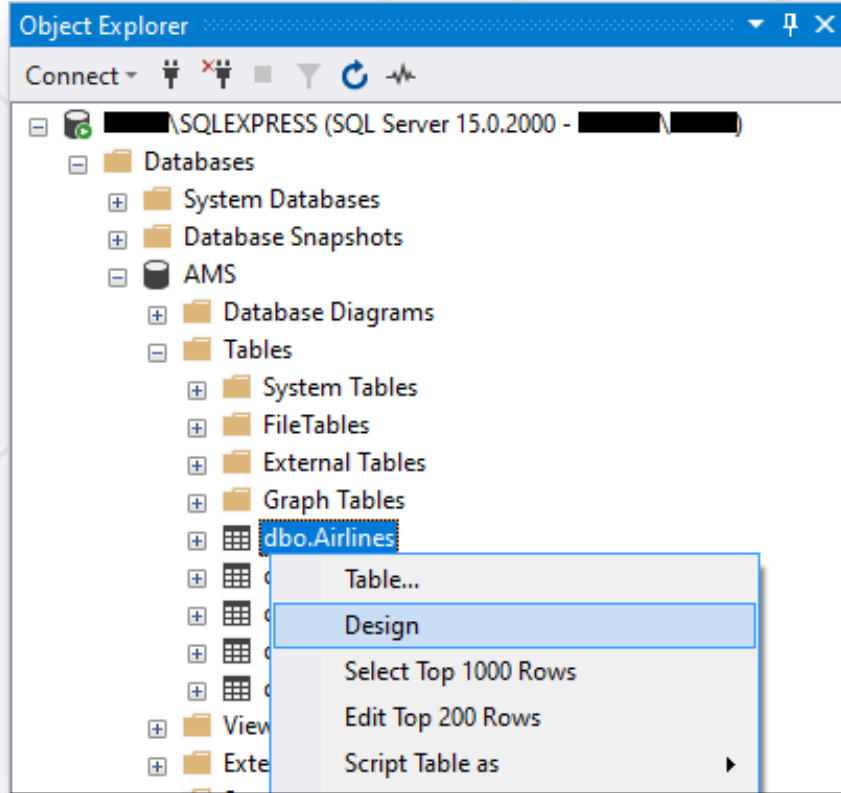 Object Explorer
Connect
\SQLEXPRESS (SQL Server 15.0.2000 - \ )
Databases
System Databases
Database Snapshots
AMS
Database Diagrams
Tables
System Tables
FileTables
External Tables
Graph Tables
dbo.Airlines
Table...
Design
Select Top 1000 Rows
Edit Top 200 Rows
View
Exte
Script Table as